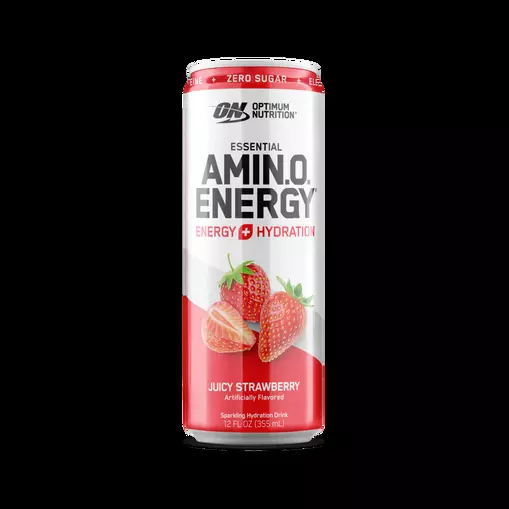 ZERO SUGAR
ON OPTIMUM
NUTRITION
ESSENTIAL
AMIN.O.
ENERGY
ENERGY + HYDRATION
JUICY STRAWBERRY
Artificially Flavored
Sparkling Hydration Drink
12 FL OZ (355 mL)